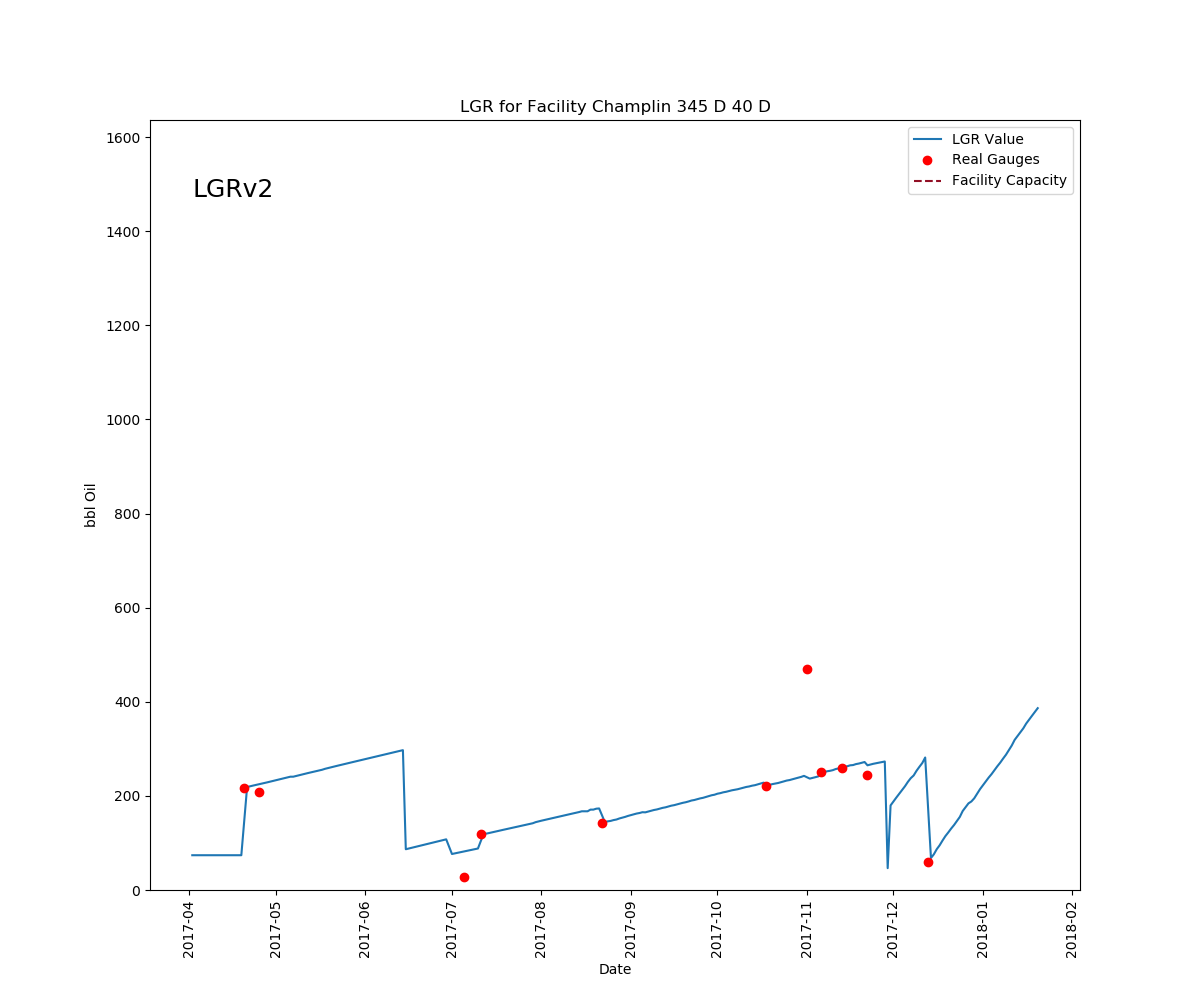 LGR for Facility Champlin 345 D 40 D
LGRv2
LGR Value
Real Gauges
Facility Capacity
1600
1400
1200
1000
800
600
400
200
0
bbl Oil
2017-04
2017-05
2017-06
2017-07
2017-08
2017-09
2017-10
2017-11
2017-12
2018-01
2018-02
Date